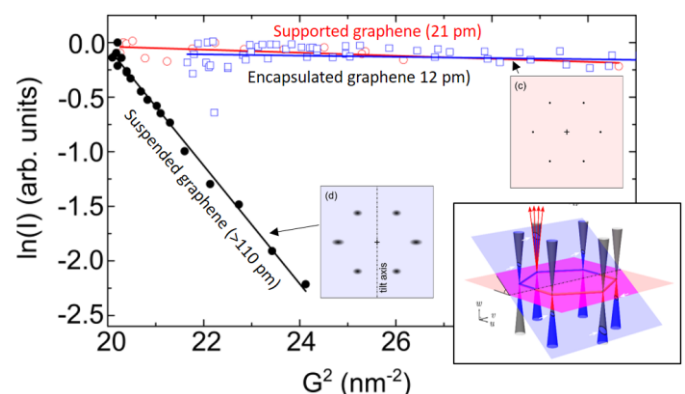 Supported graphene (21 pm)
Encapsulated graphene 12 pm)
Suspended graphene (>110 pm)
ln(I) (arb. units)
0.0
-0.5
-1.0
-1.5
-2.0
-2.5
20
22
24
26
G² (nm⁻²)
(c)
(d)
tilt axis
w
v
u